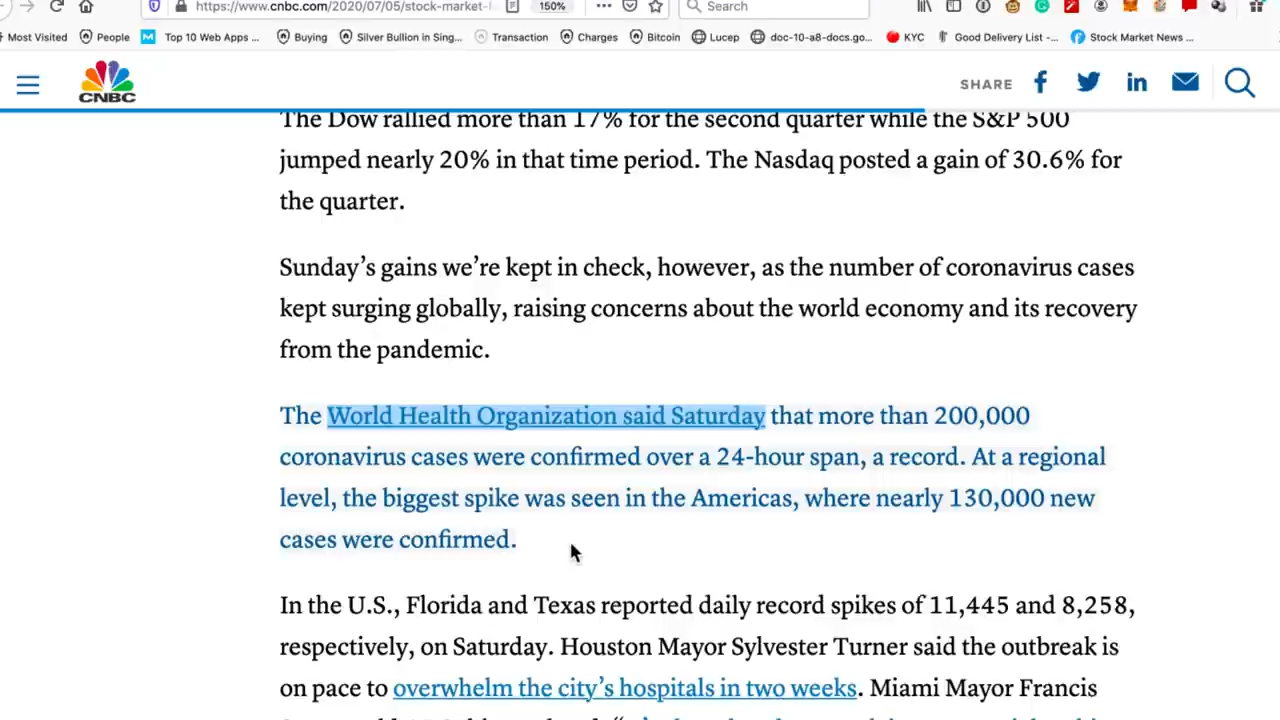 https://www.cnbc.com/2020/07/05/stock-market-f
150%
Search
Most Visited
People
Top 10 Web Apps ...
Buying
Silver Bullion in Sing...
Transaction
Charges
Bitcoin
Lucep
doc-10-a8-docs.go...
KYC
Good Delivery List -...
Stock Market News ...
CNBC
SHARE
The Dow rallied more than 17% for the second quarter while the S&P 500
jumped nearly 20% in that time period. The Nasdaq posted a gain of 30.6% for
the quarter.
Sunday’s gains we’re kept in check, however, as the number of coronavirus cases
kept surging globally, raising concerns about the world economy and its recovery
from the pandemic.
The World Health Organization said Saturday that more than 200,000
coronavirus cases were confirmed over a 24-hour span, a record. At a regional
level, the biggest spike was seen in the Americas, where nearly 130,000 new
cases were confirmed.
In the U.S., Florida and Texas reported daily record spikes of 11,445 and 8,258,
respectively, on Saturday. Houston Mayor Sylvester Turner said the outbreak is
on pace to overwhelm the city’s hospitals in two weeks. Miami Mayor Francis